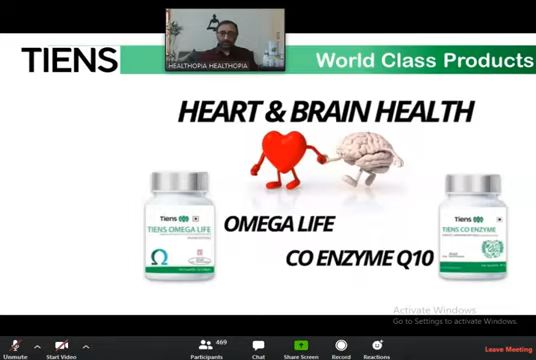 TIENS
World Class Products
HEALTHOPIA HEALTHOPIA
HEART & BRAIN HEALTH
Tiens
TIENS OMEGA LIFE
Ω
OMEGA LIFE
CO ENZYME Q10
Tiens
TIENS CO ENZYME
Activate Windows
Go to Settings to activate Windows.
Unmute
Start Video
469
Participants
Chat
Share Screen
Record
Reactions
Leave Meeting